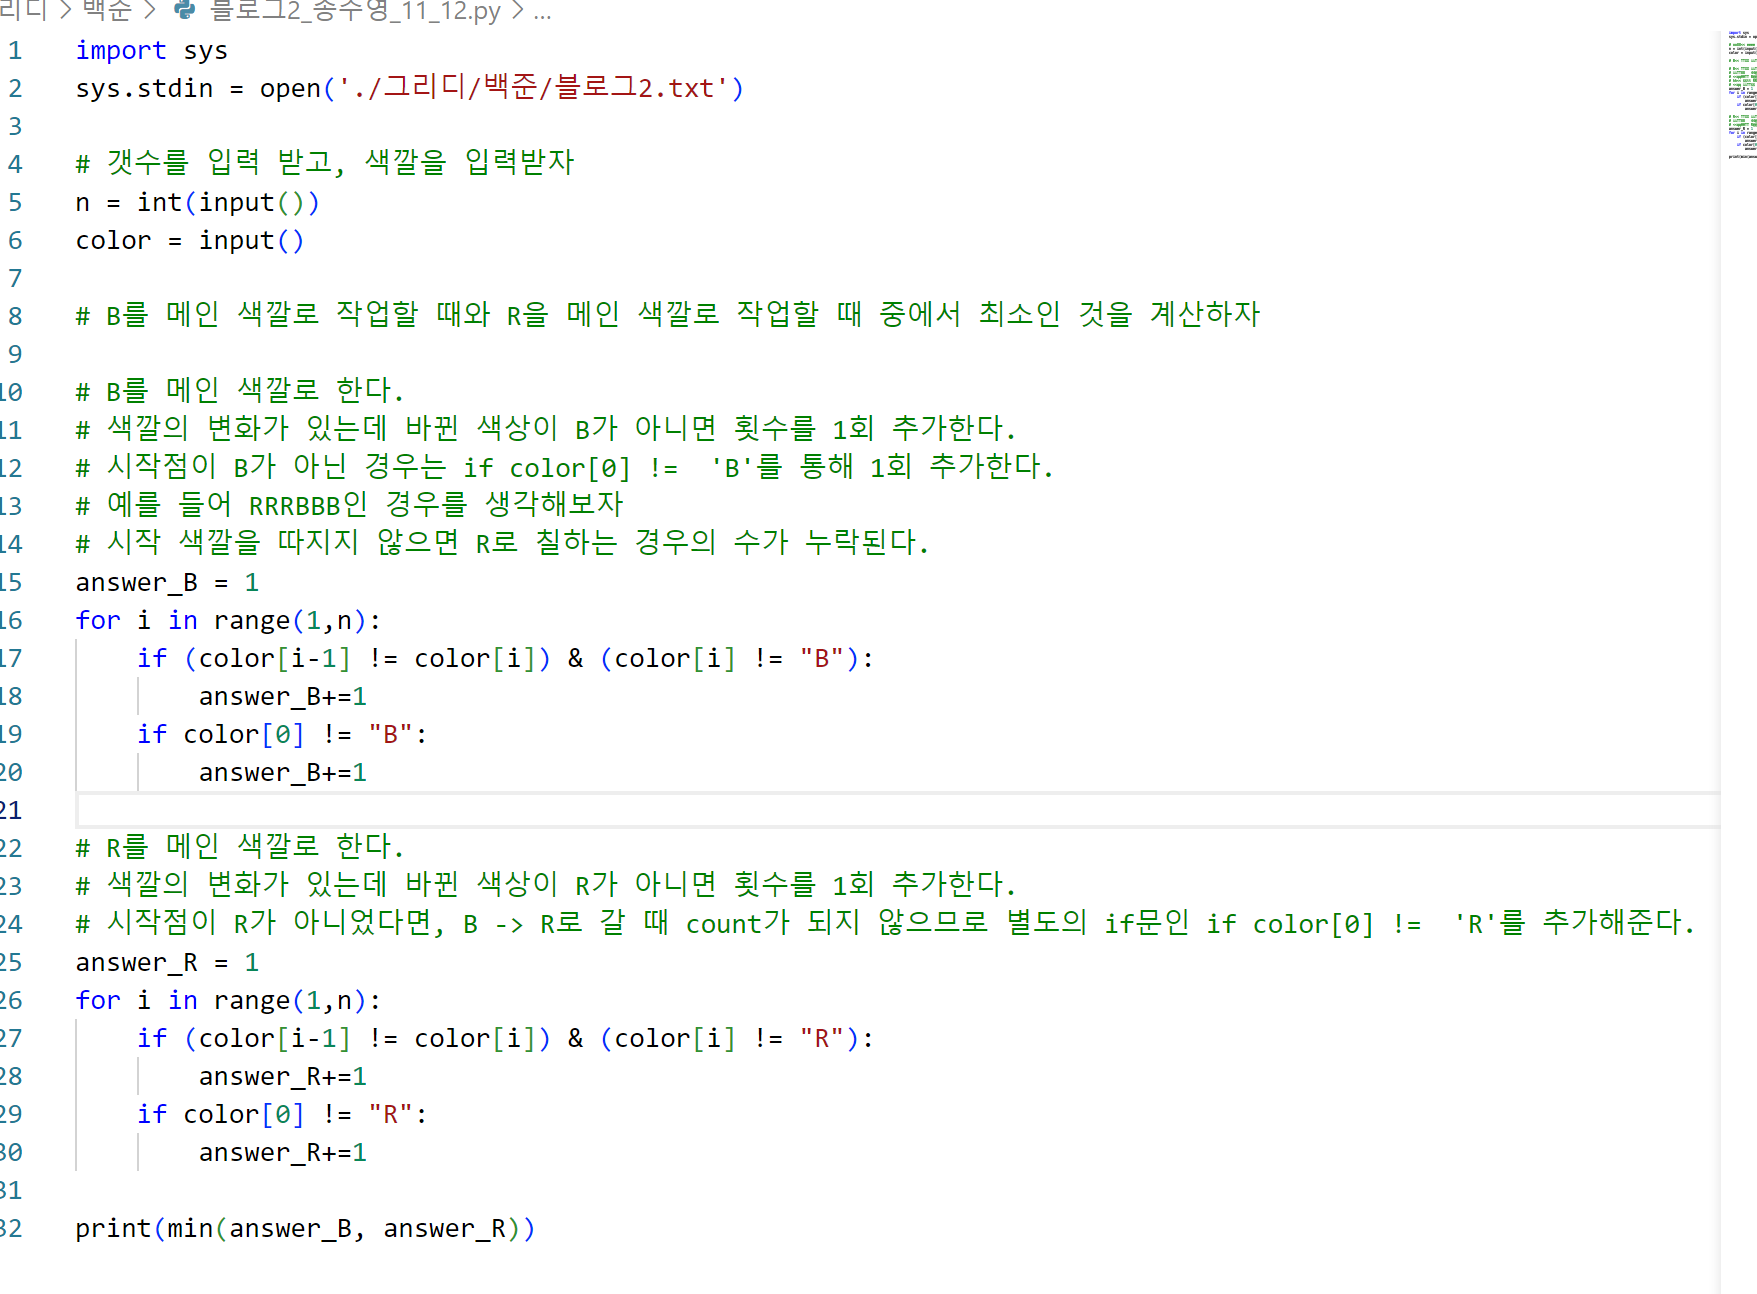 리디 > 백준 > 블로그2_송수영_11_12.py > ...
1 import sys
2 sys.stdin = open('./그리디/백준/블로그2.txt')
3
4 # 갯수를 입력 받고, 색깔을 입력받자
5 n = int(input())
6 color = input()
7
8 # B를 메인 색깔로 작업할 때와 R을 메인 색깔로 작업할 때 중에서 최소인 것을 계산하자
9
10 # B를 메인 색깔로 한다.
11 # 색깔의 변화가 있는데 바뀐 색상이 B가 아니면 횟수를 1회 추가한다.
12 # 시작점이 B가 아닌 경우는 if color[0] !=  'B'를 통해 1회 추가한다.
13 # 예를 들어 RRRBBB인 경우를 생각해보자
14 # 시작 색깔을 따지지 않으면 R로 칠하는 경우의 수가 누락된다.
15 answer_B = 1
16 for i in range(1,n):
17     if (color[i-1] != color[i]) & (color[i] != "B"):
18         answer_B+=1
19     if color[0] != "B":
20         answer_B+=1
21
22 # R를 메인 색깔로 한다.
23 # 색깔의 변화가 있는데 바뀐 색상이 R가 아니면 횟수를 1회 추가한다.
24 # 시작점이 R가 아니었다면, B -> R로 갈 때 count가 되지 않으므로 별도의 if문인 if color[0] !=  'R'를 추가해준다.
25 answer_R = 1
26 for i in range(1,n):
27     if (color[i-1] != color[i]) & (color[i] != "R"):
28         answer_R+=1
29     if color[0] != "R":
30         answer_R+=1
31
32 print(min(answer_B, answer_R))